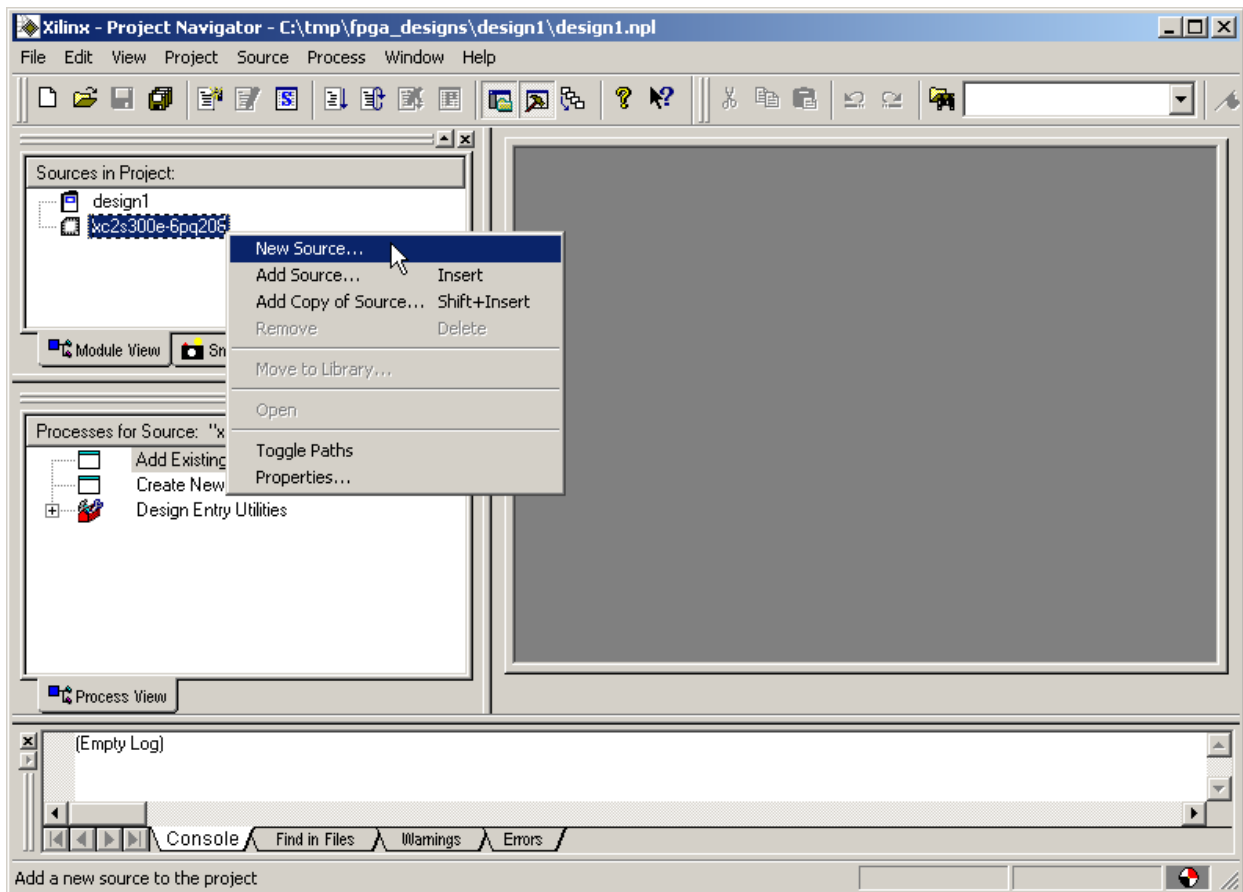 Xilinx - Project Navigator - C:\tmp\fpga_designs\design1\design1.npl
File Edit View Project Source Process Window Help
Sources in Project:
design1
xc2s300e-6pq208
New Source...
Add Source... Insert
Add Copy of Source... Shift+Insert
Remove Delete
Move to Library...
Open
Toggle Paths
Properties...
Module View Sn
Processes for Source: "x
Add Existing
Create New
Design Entry Utilities
Process View
(Empty Log)
Console Find in Files Warnings Errors
Add a new source to the project